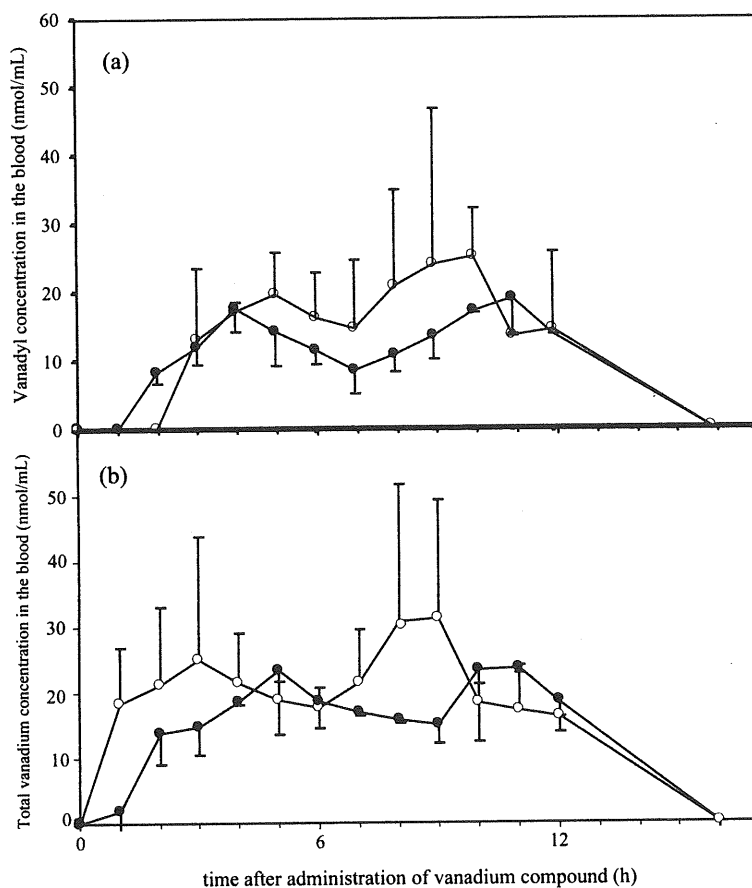 60
(a)
50
40
30
20
10
0
Vanadyl concentration in the blood (nmol/mL)
(b)
50
40
30
20
10
0
Total vanadium concentration in the blood (nmol/mL)
0 6 12
time after administration of vanadium compound (h)